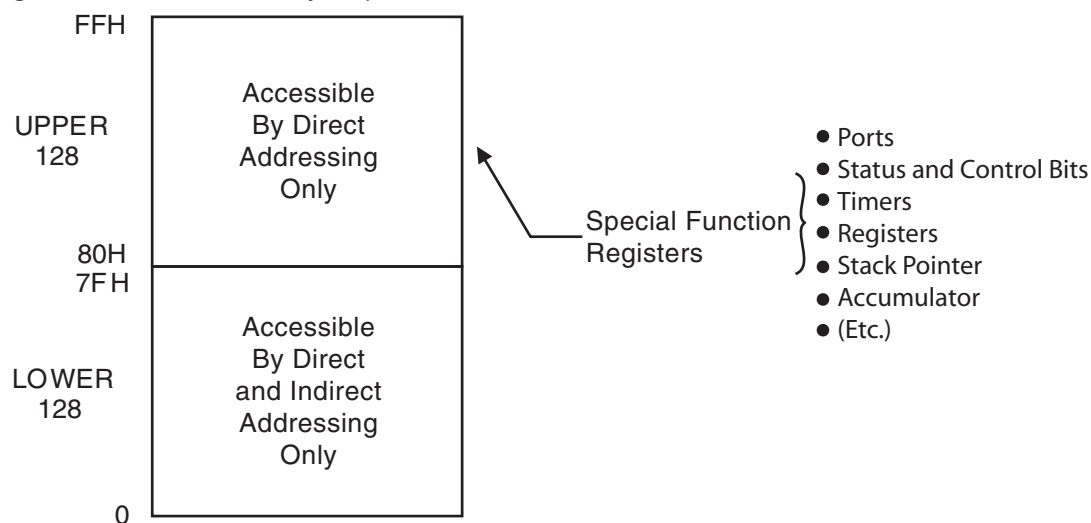 FFH
UPPER
128
80H
7FH
LOWER
128
0
Accessible
By Direct
Addressing
Only
Accessible
By Direct
and Indirect
Addressing
Only
Special Function
Registers
● Ports
● Status and Control Bits
● Timers
● Registers
● Stack Pointer
● Accumulator
● (Etc.)